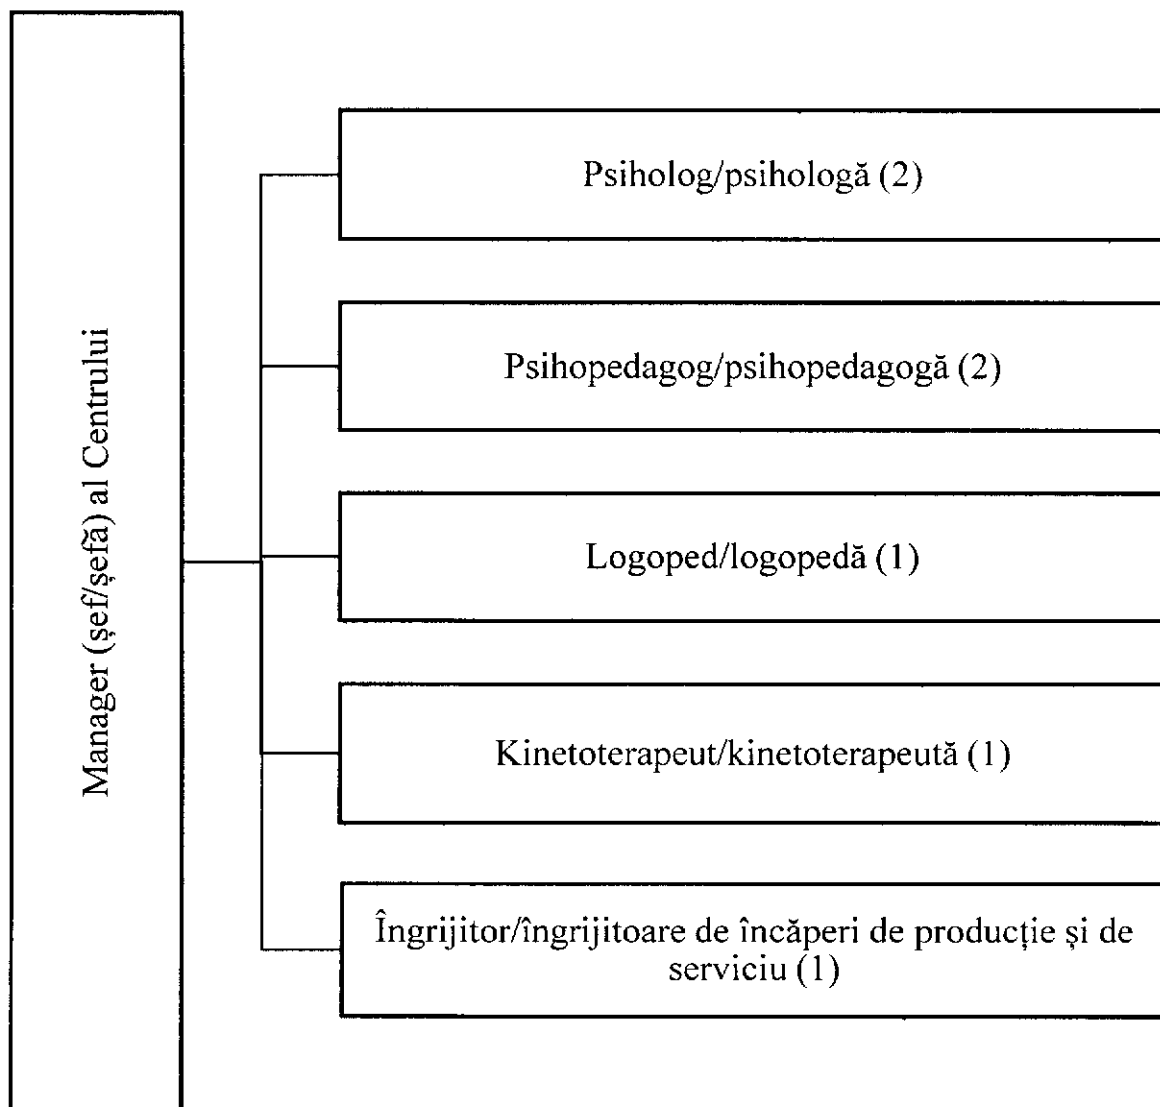 Manager (șef/șefă) al Centrului
Psiholog/psihologă (2)
Psihopedagog/psihopedagogă (2)
Logoped/logopedă (1)
Kinetoterapeut/kinetoterapeută (1)
Îngrijitor/îngrijitoare de încăperi de producție și de
serviciu (1)